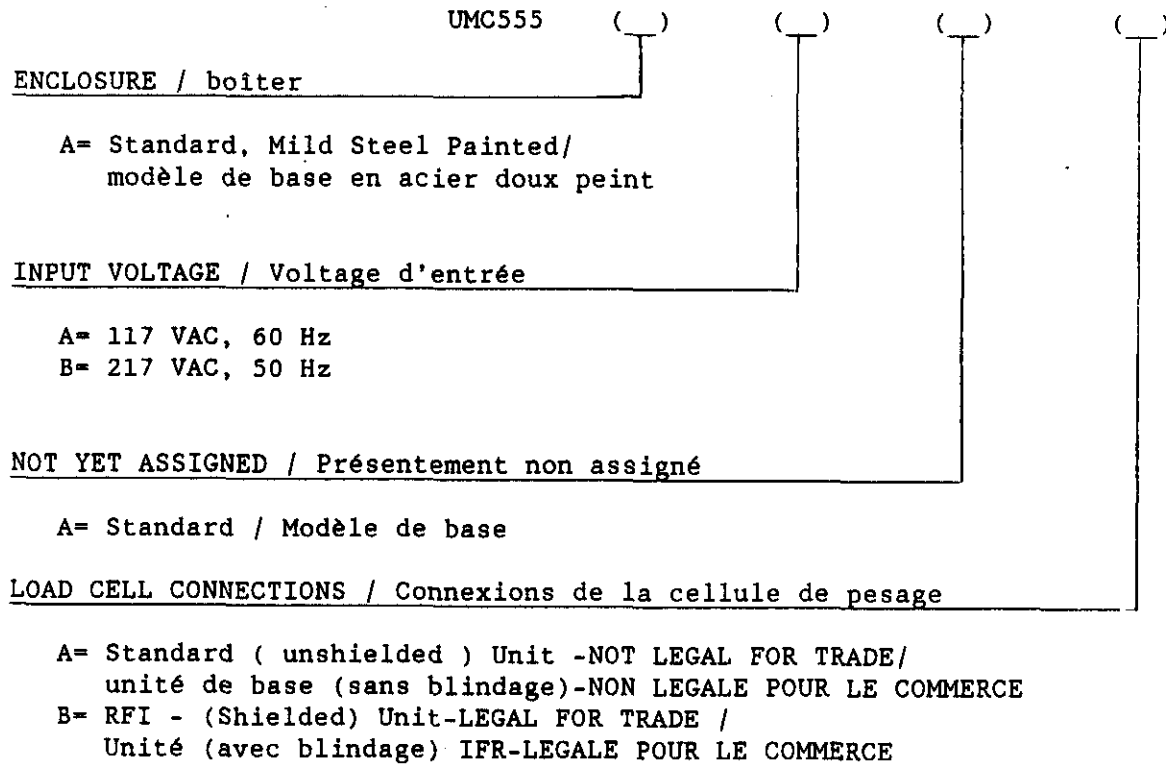 UMC555 (__) (__) (__) (__)
ENCLOSURE / boîter
A= Standard, Mild Steel Painted/
modèle de base en acier doux peint
INPUT VOLTAGE / Voltage d'entrée
A= 117 VAC, 60 Hz
B= 217 VAC, 50 Hz
NOT YET ASSIGNED / Présentement non assigné
A= Standard / Modèle de base
LOAD CELL CONNECTIONS / Connexions de la cellule de pesage
A= Standard ( unshielded ) Unit -NOT LEGAL FOR TRADE/
unité de base (sans blindage)-NON LEGALE POUR LE COMMERCE
B= RFI - (Shielded) Unit-LEGAL FOR TRADE /
Unité (avec blindage) IFR-LEGALE POUR LE COMMERCE